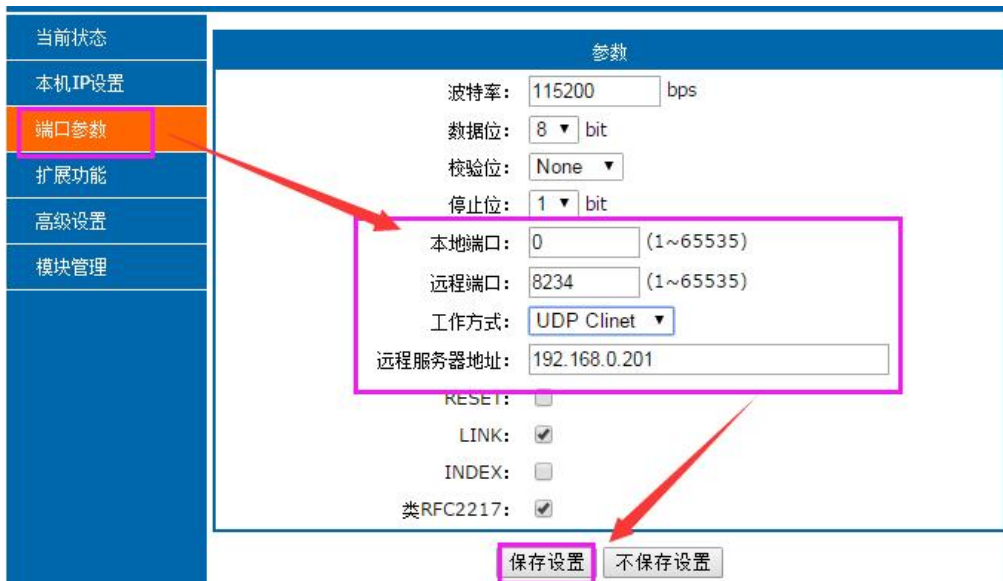 当前状态
本机IP设置
端口参数
扩展功能
高级设置
模块管理
参数
波特率: 115200 bps
数据位: 8 bit
校验位: None
停止位: 1 bit
本地端口: 0 (1~65535)
远程端口: 8234 (1~65535)
工作方式: UDP Clinet
远程服务器地址: 192.168.0.201
RESET:
LINK:
INDEX:
类RFC2217:
保存设置 不保存设置